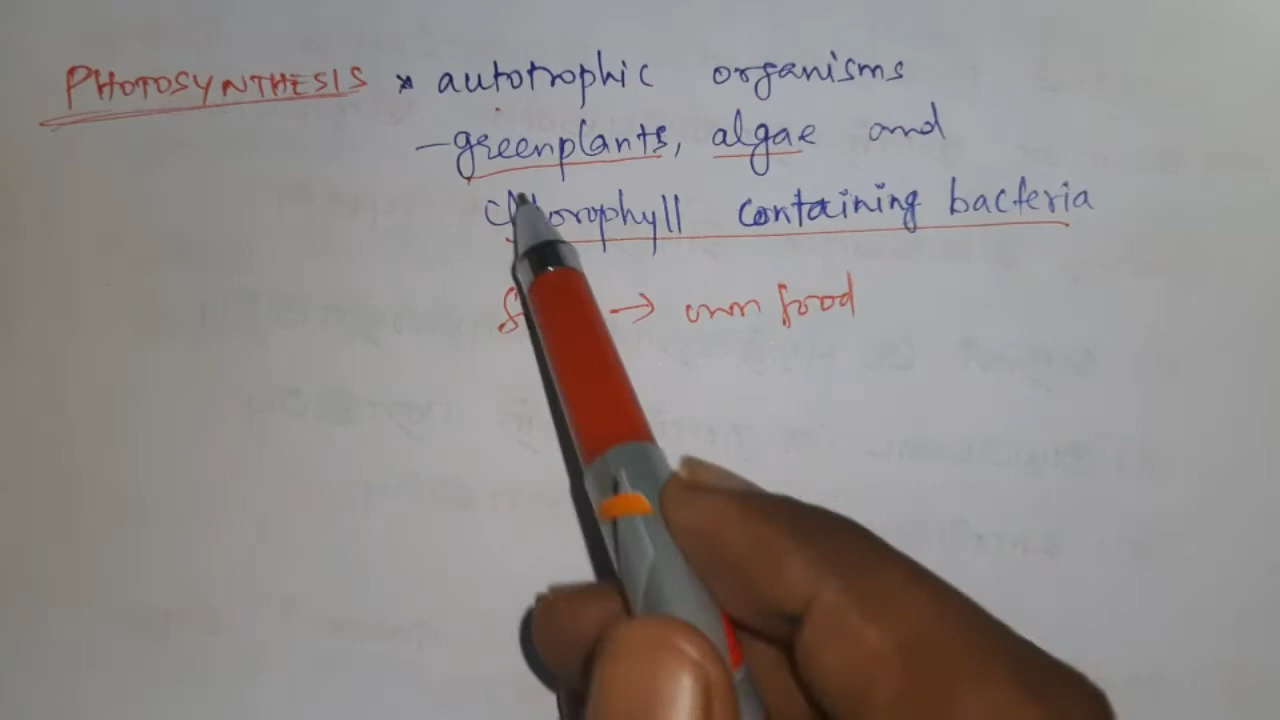 PHOTOSYNTHESIS * autotrophic organisms
- greenplants, algae and
chlorophyll containing bacteria
→ own food